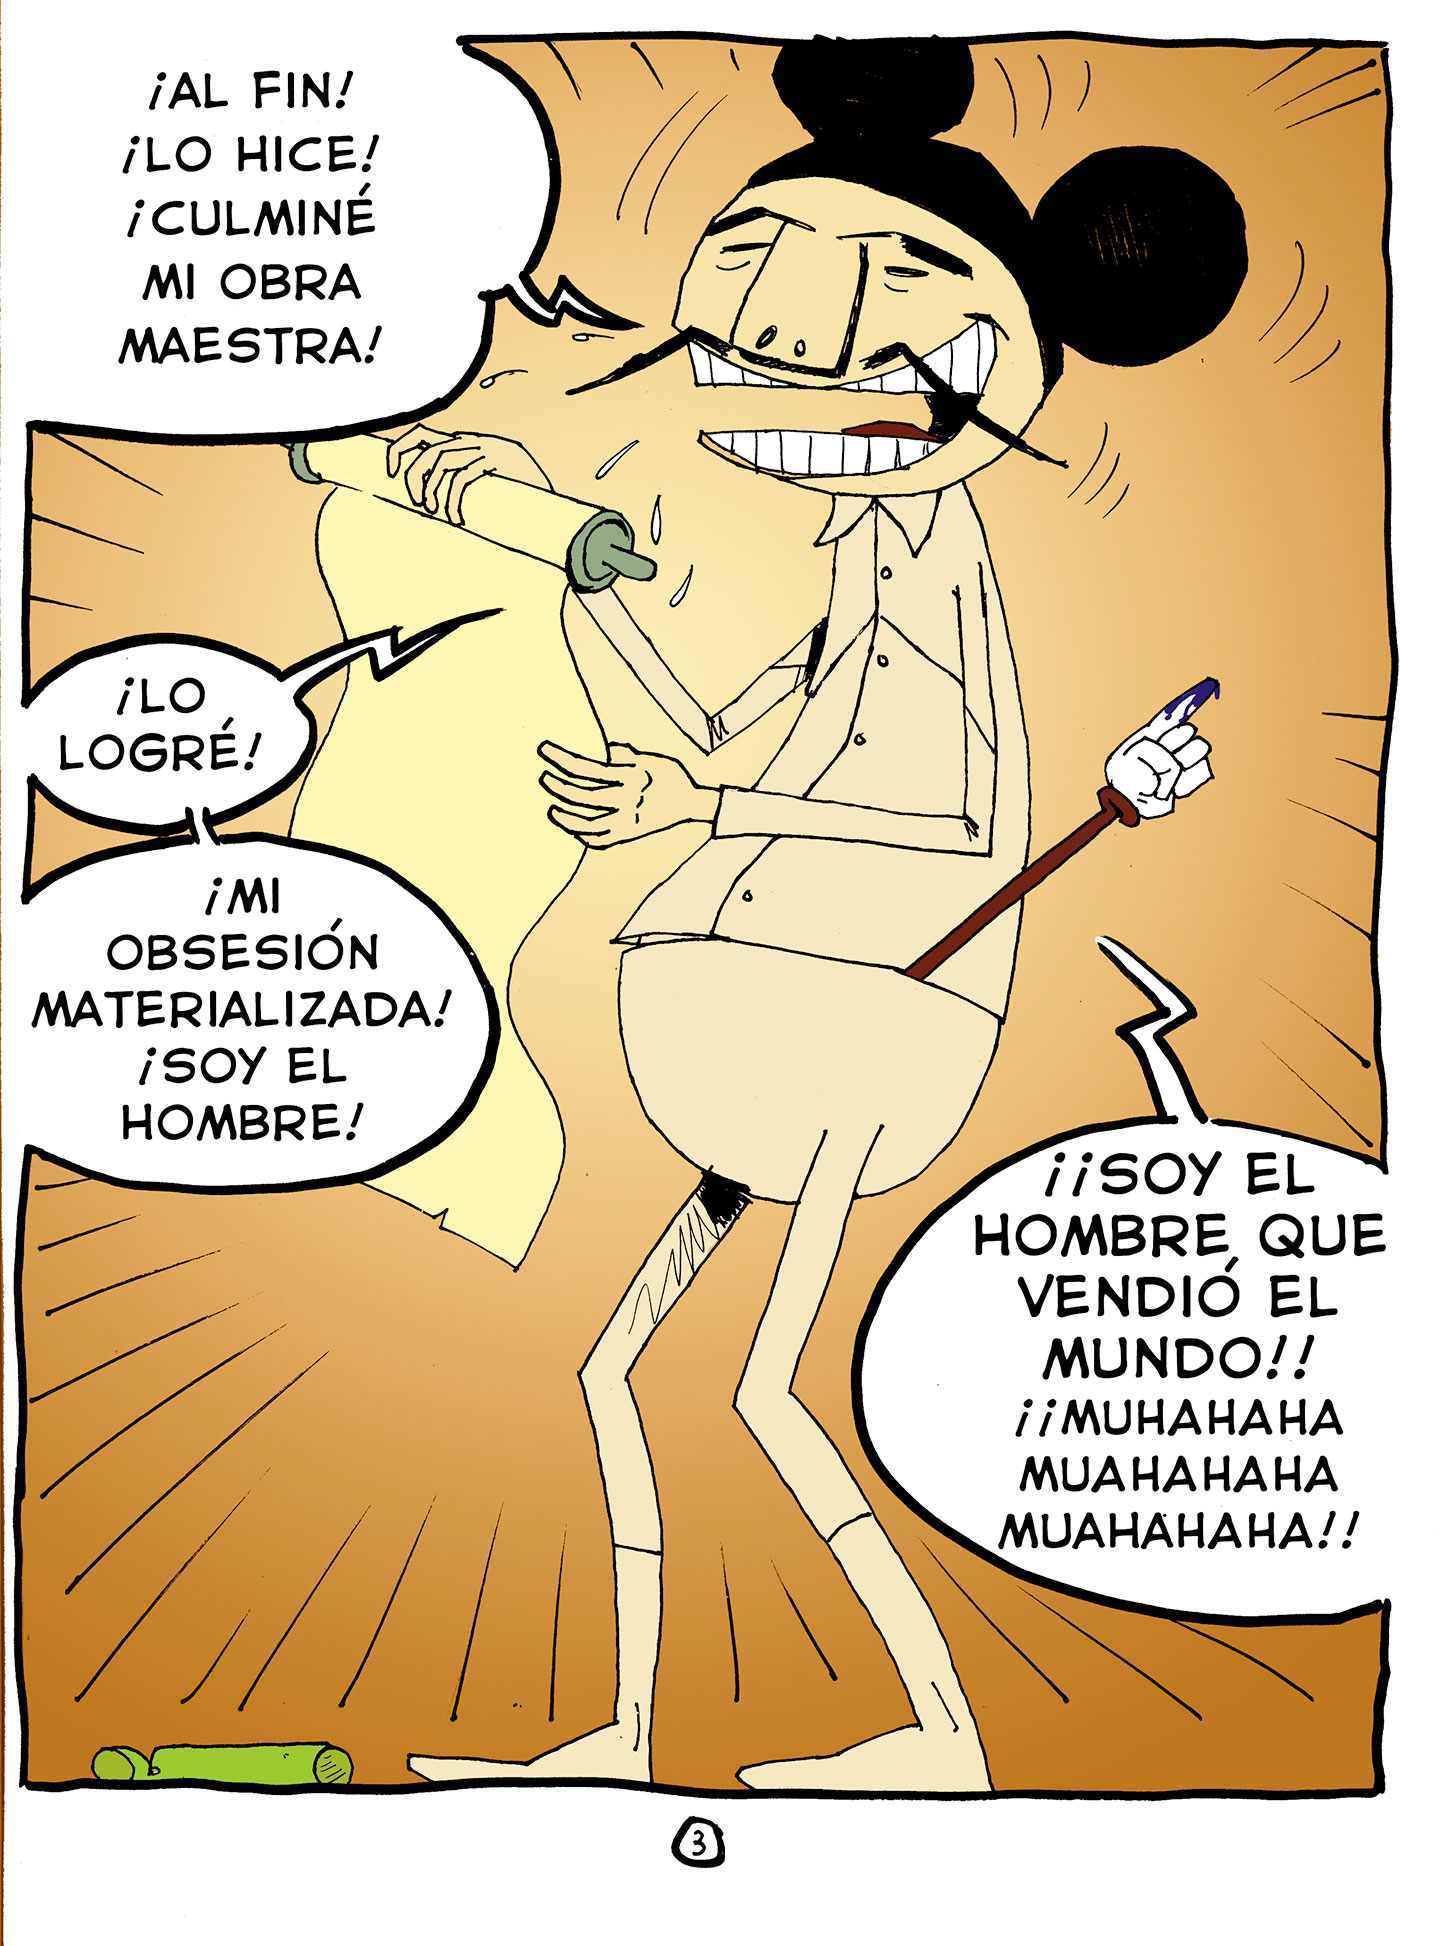 ¡AL FIN!
¡LO HICE!
¡CULMINÉ
MI OBRA
MAESTRA!
¡LO
LOGRÉ!
¡MI
OBSESIÓN
MATERIALIZADA!
¡SOY EL
HOMBRE!
¡¡SOY EL
HOMBRE QUE
VENDIÓ EL
MUNDO!!
¡¡MUHAHAHA
MUAHAHAHA
MUAHAHAHA!!
3